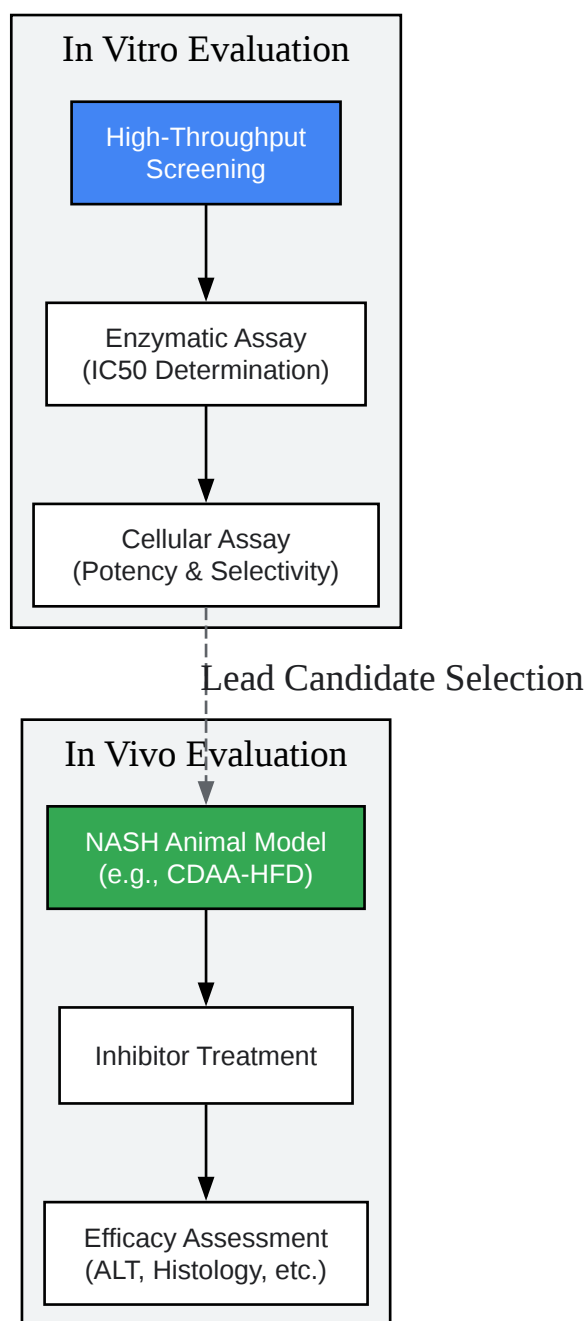 In Vitro Evaluation
High-Throughput
Screening
Enzymatic Assay
(IC50 Determination)
Cellular Assay
(Potency & Selectivity)
Lead Candidate Selection
In Vivo Evaluation
NASH Animal Model
(e.g., CDAA-HFD)
Inhibitor Treatment
Efficacy Assessment
(ALT, Histology, etc.)